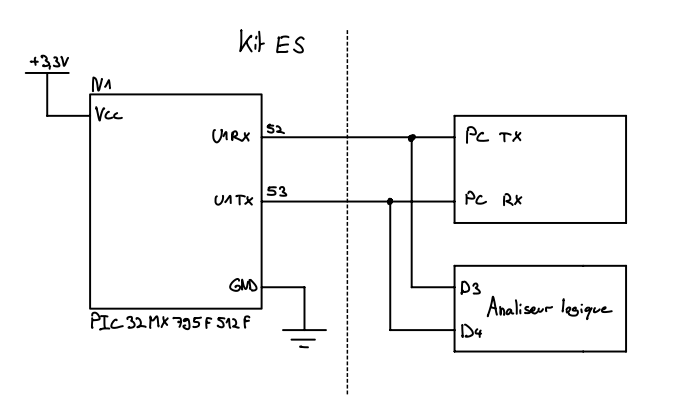 Kit ES
+3,3V
N1
Vcc
U1RX
52
U1TX
53
GND
PIC32MX795F512F
PC TX
PC RX
D3
Analiseur logique
D4